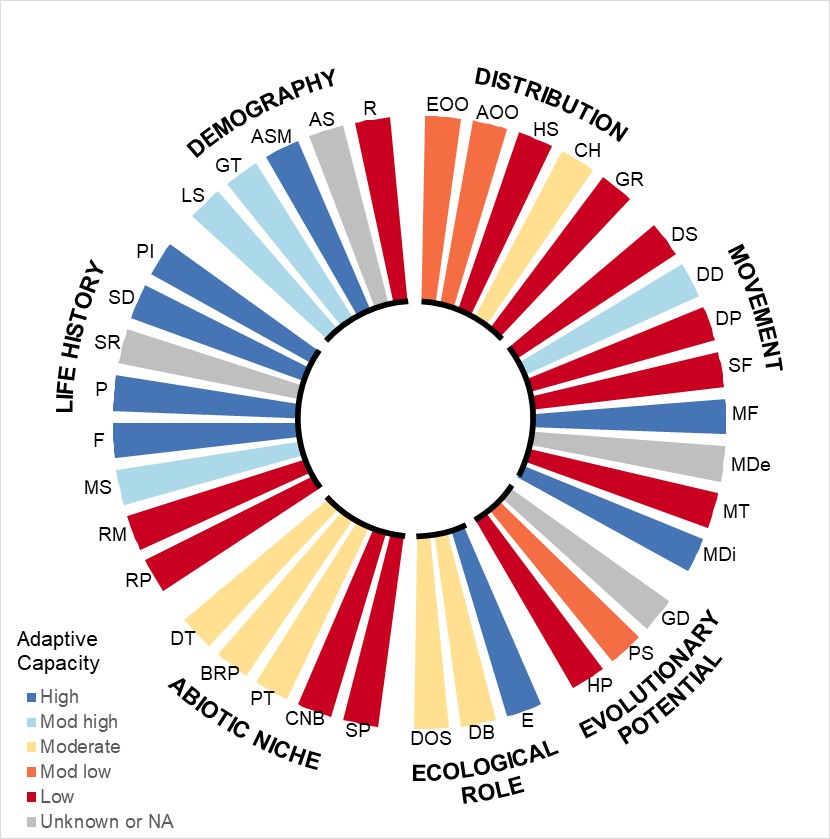 DISTRIBUTION
EOO
AOO
HS
CH
GR
MOVEMENT
DS
DD
DP
SF
MF
MDe
MT
MDi
EVOLUTIONARY
POTENTIAL
GD
PS
HP
ECOLOGICAL
ROLE
E
DB
DOS
ABIOTIC NICHE
SP
CNB
PT
BRP
DT
LIFE HISTORY
RP
RM
MS
F
P
SR
SD
PI
DEMOGRAPHY
LS
GT
ASM
AS
R
Adaptive
Capacity
High
Mod high
Moderate
Mod low
Low
Unknown or NA